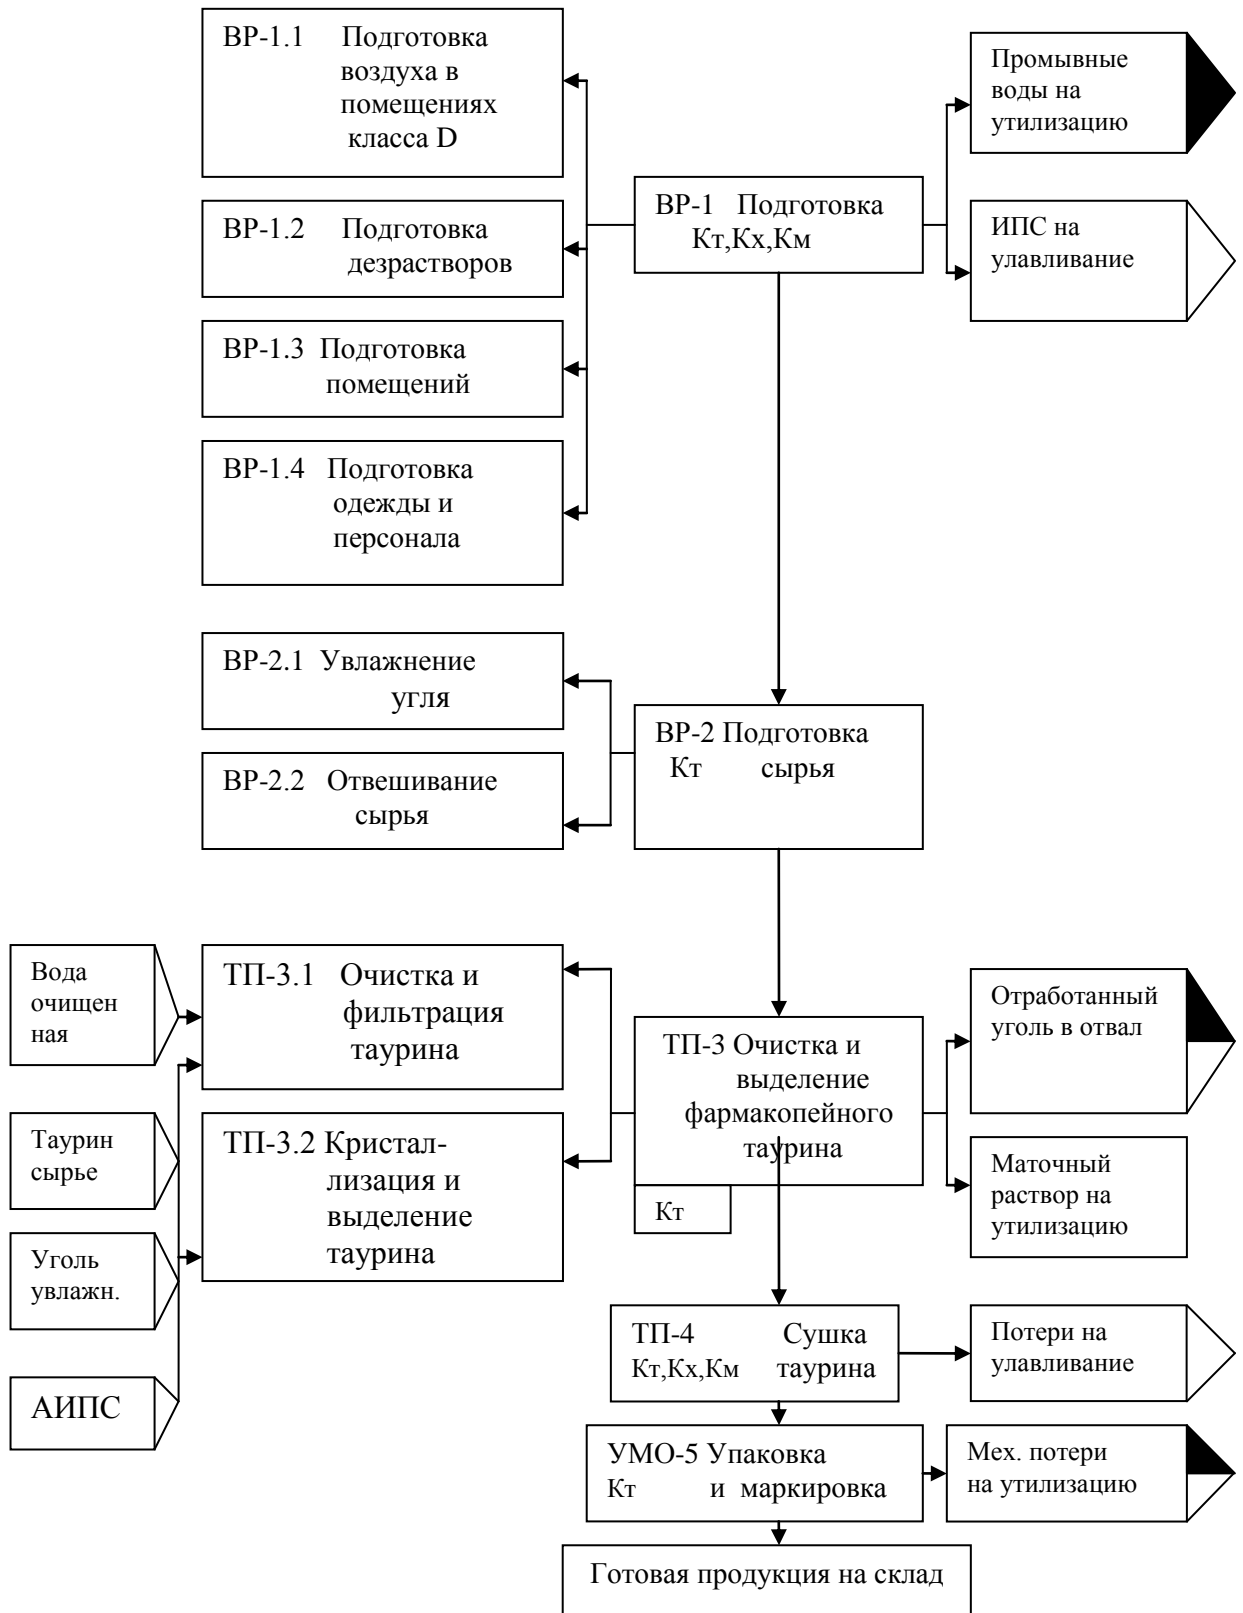 ВР-1.1 Подготовка
воздуха в
помещениях
класса D
Промывные
воды на
утилизацию
ВР-1 Подготовка
Кт,Кх,Км
ВР-1.2 Подготовка
дезрастворов
ИПС на
улавливание
ВР-1.3 Подготовка
помещений
ВР-1.4 Подготовка
одежды и
персонала
ВР-2.1 Увлажнение
угля
ВР-2 Подготовка
Кт сырья
ВР-2.2 Отвешивание
сырья
Вода
очищен
ная
ТП-3.1 Очистка и
фильтрация
таурина
ТП-3 Очистка и
выделение
фармакопейного
таурина
Кт
Отработанный
уголь в отвал
Таурин
сырье
ТП-3.2 Кристал-
лизация и
выделение
таурина
Маточный
раствор на
утилизацию
Уголь
увлажн.
АИПС
ТП-4 Сушка
Кт,Кх,Км таурина
Потери на
улавливание
УМО-5 Упаковка
Кт и маркировка
Мех. потери
на утилизацию
Готовая продукция на склад